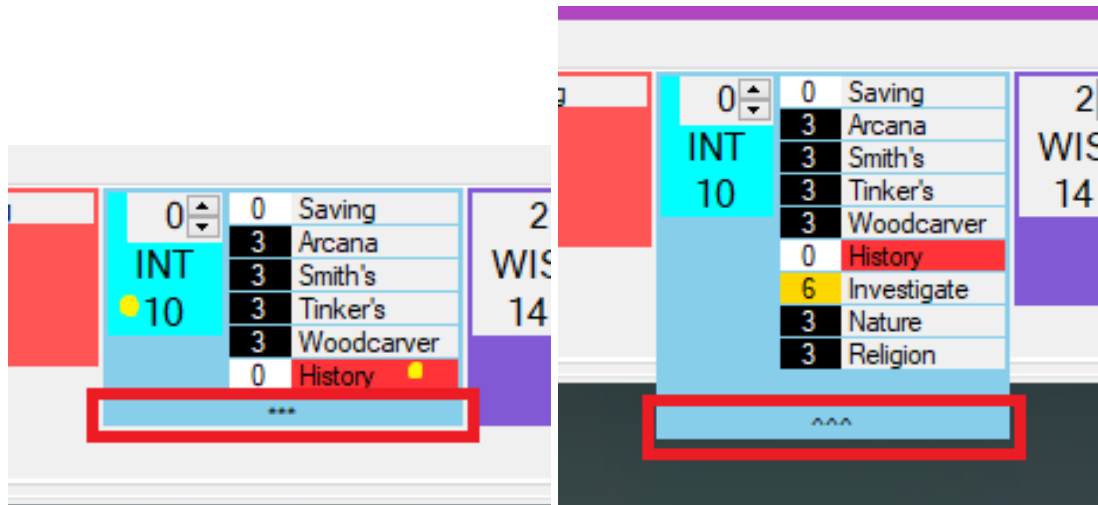 0 0 Saving 2
3 Arcana
INT 3 Smith's WIS
10 3 Tinker's 14
3 Woodcarver
0 History
***
0 0 Saving 2
3 Arcana
INT 3 Smith's WIS
10 3 Tinker's 14
3 Woodcarver
0 History
6 Investigate
3 Nature
3 Religion
^^^